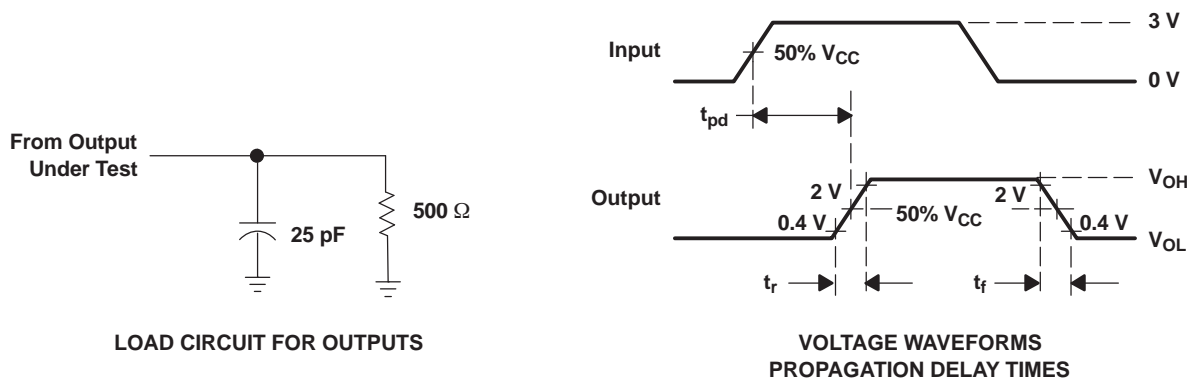 From Output
Under Test
25 pF
500 Ω
LOAD CIRCUIT FOR OUTPUTS
Input
50% VCC
3 V
0 V
tpd
Output
2 V
0.4 V
50% VCC
2 V
0.4 V
VOH
VOL
tr
tf
VOLTAGE WAVEFORMS
PROPAGATION DELAY TIMES